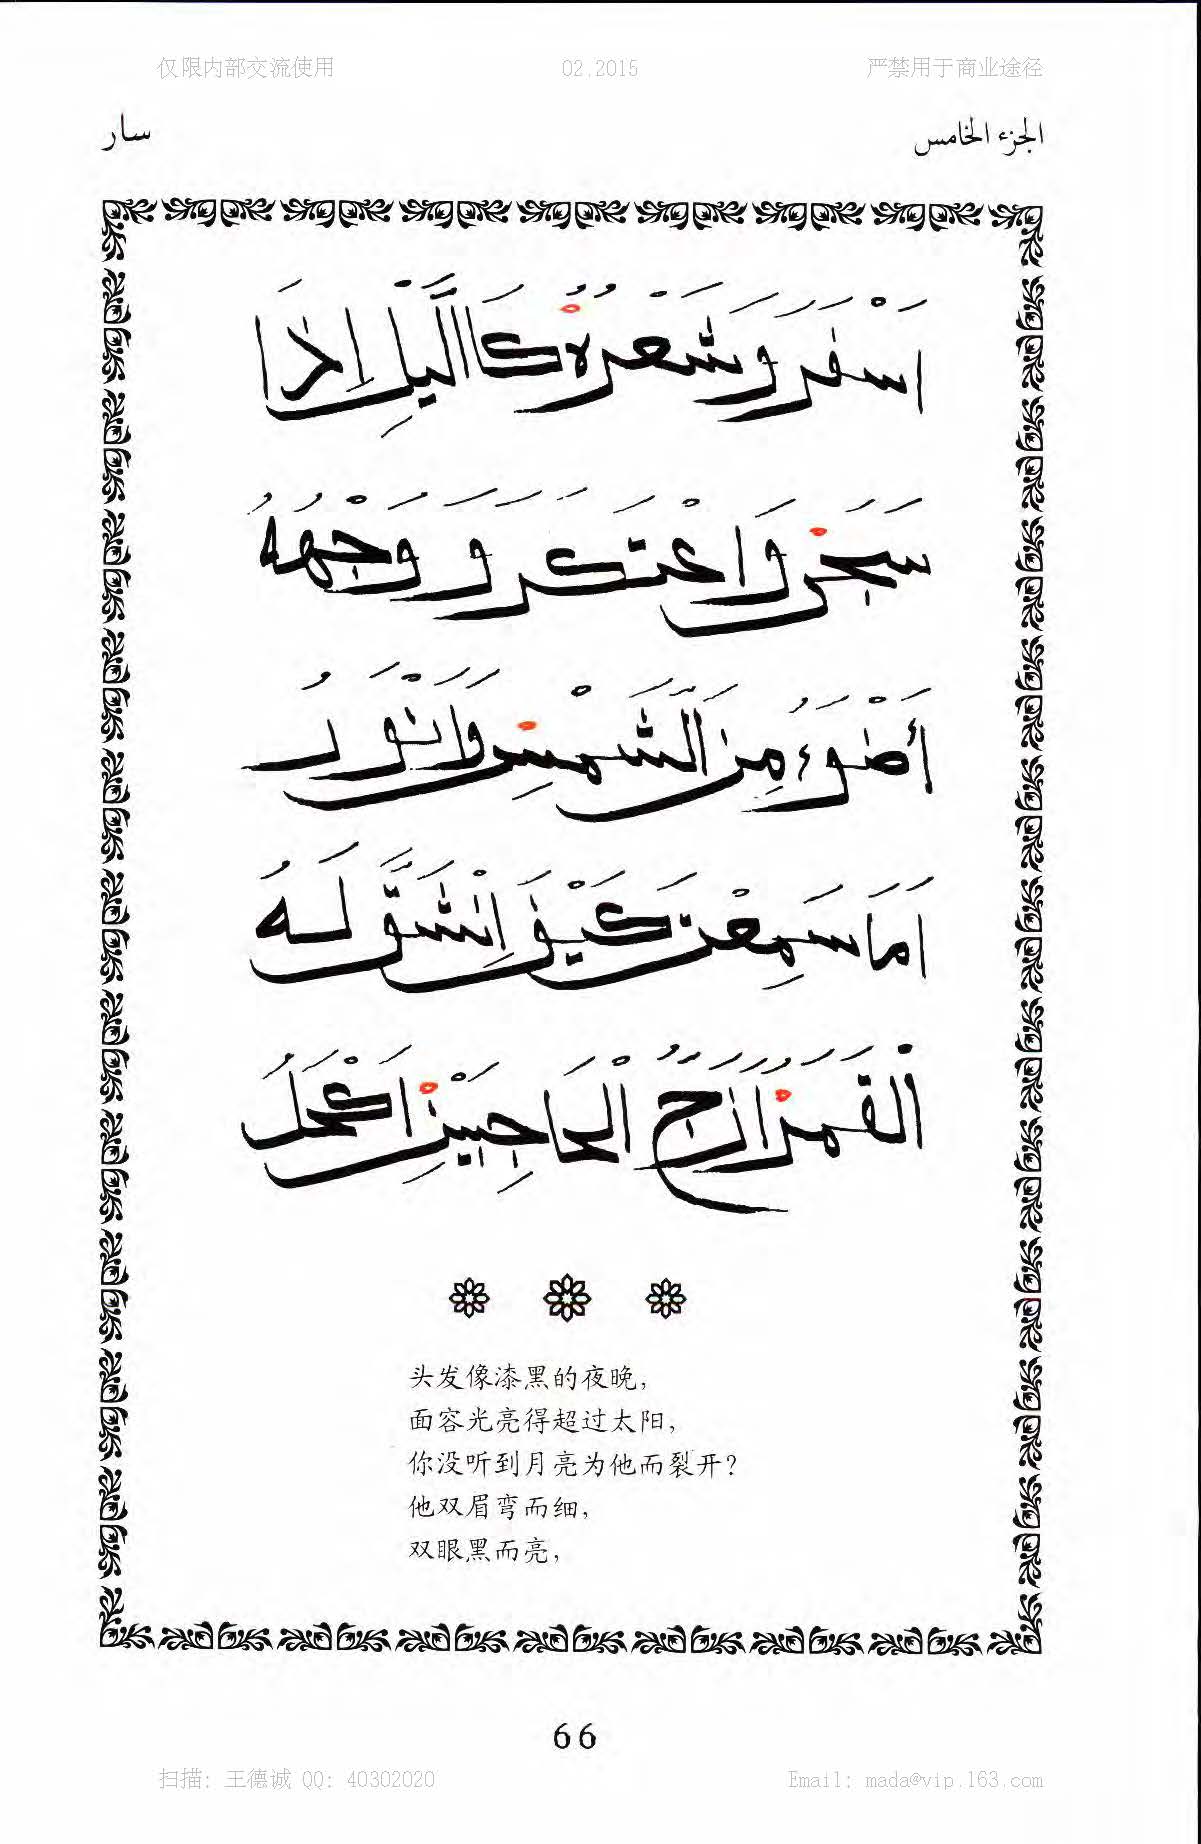 仅限内部交流使用 02.2015 严禁用于商业途径
الجزء الخامس سار
اَسْفَرَ وَشَعْرُهُ كَاالَّيْلِ اِذَا
سَجَى وَاعْتَكَرَ وَ وَجْهُهُ
أَضْوَءُ مِنَ الشَّمْسِ وَاَنْوَرُ
اَمَا سَمِعْنَ كَيْفَ اِنْشَقَّ لَهُ
الْقَمَرُ اَزَجُّ الْحَاجِبَيْنِ اَكْحَلُ
头发像漆黑的夜晚，
面容光亮得超过太阳，
你没听到月亮为他而裂开？
他双眉弯而细，
双眼黑而亮，
66
扫描: 王德诚 QQ: 40302020 Email: mada@vip.163.com